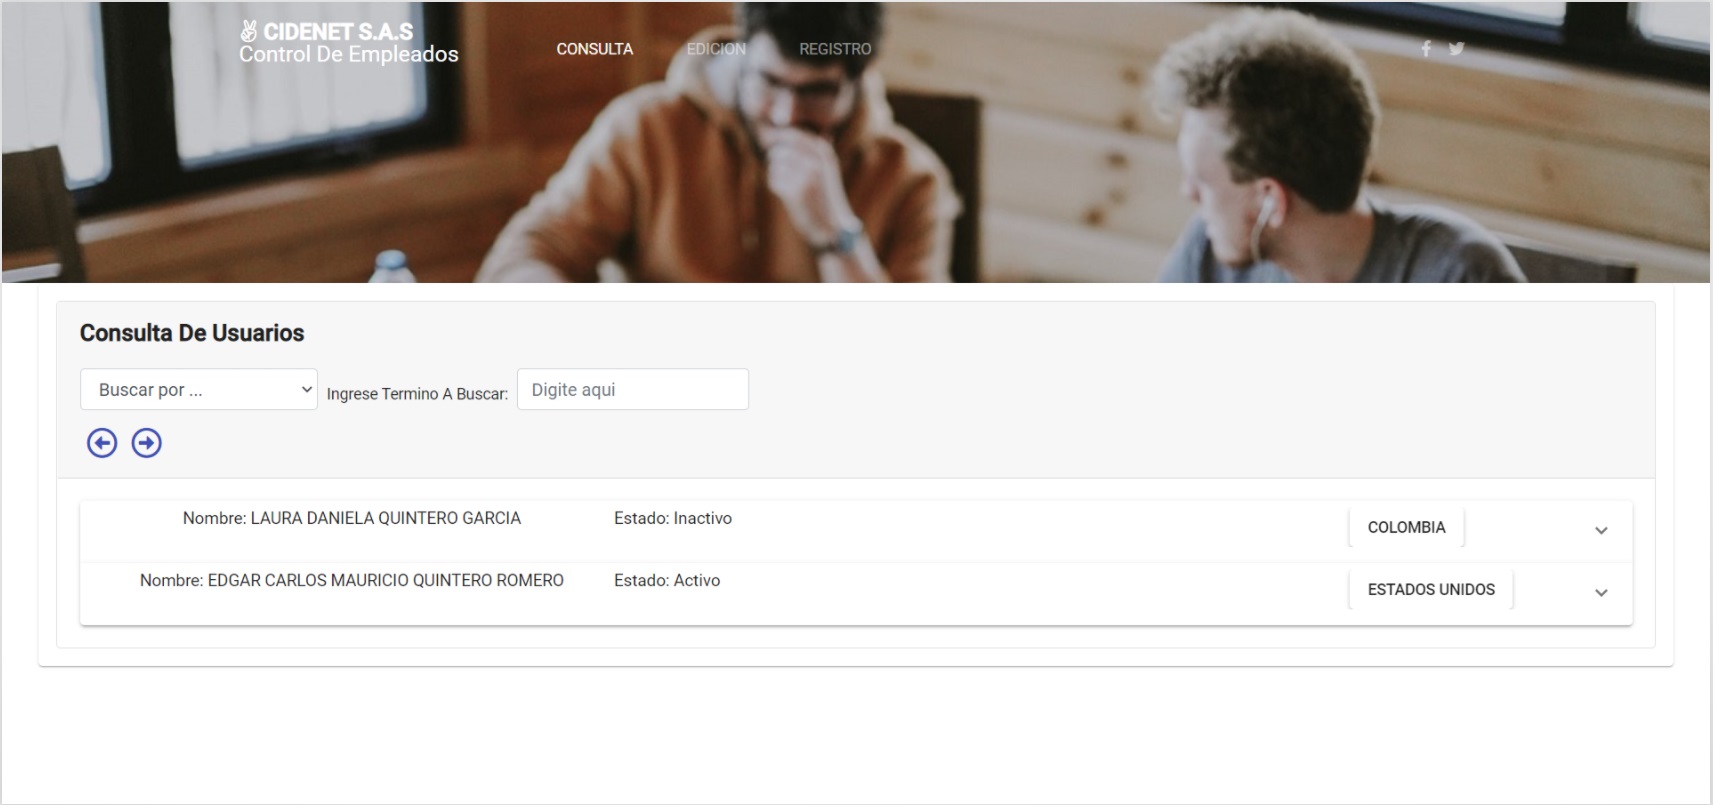 CIDENET S.A.S
Control De Empleados
CONSULTA
EDICION
REGISTRO
Consulta De Usuarios
Buscar por ...
Ingrese Termino A Buscar:
Digite aqui
Nombre: LAURA DANIELA QUINTERO GARCIA
Estado: Inactivo
COLOMBIA
Nombre: EDGAR CARLOS MAURICIO QUINTERO ROMERO
Estado: Activo
ESTADOS UNIDOS